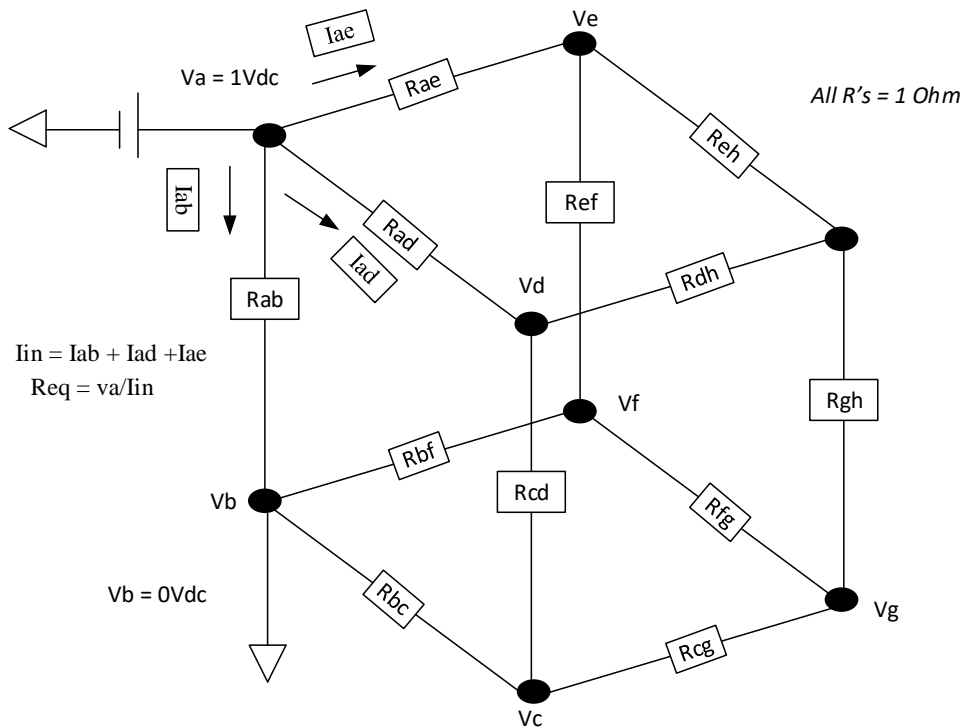 Iae
Ve
Va = 1Vdc
Rae
All R's = 1 Ohm
Reh
Iab
Ref
Rad
Iad
Rdh
Vd
Rab
Iin = Iab + Iad +Iae
Req = va/Iin
Vf
Rgh
Rbf
Vb
Rcd
Rfg
Vb = 0Vdc
Rbc
Vg
Rcg
Vc